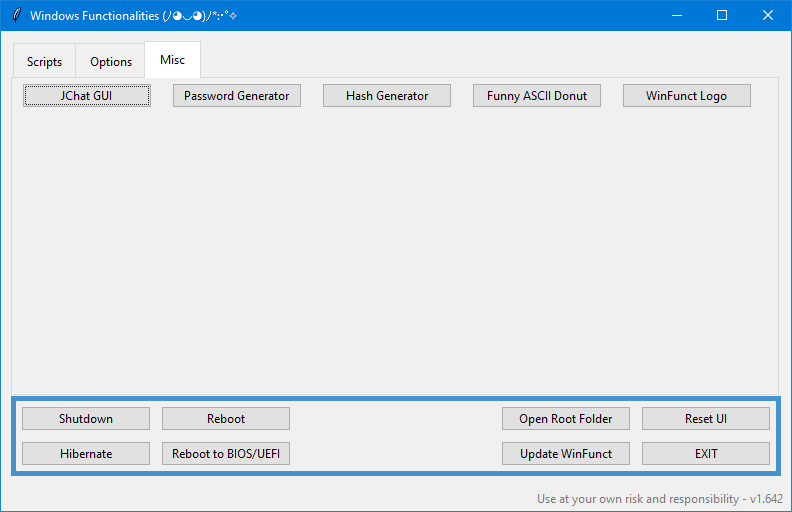 Windows Functionalities (ﾉ◕◡◕)ﾉ*:･ﾟ✧
Scripts Options Misc
JChat GUI Password Generator Hash Generator Funny ASCII Donut WinFunct Logo
Shutdown Reboot Open Root Folder Reset UI
Hibernate Reboot to BIOS/UEFI Update WinFunct EXIT
Use at your own risk and responsibility - v1.642